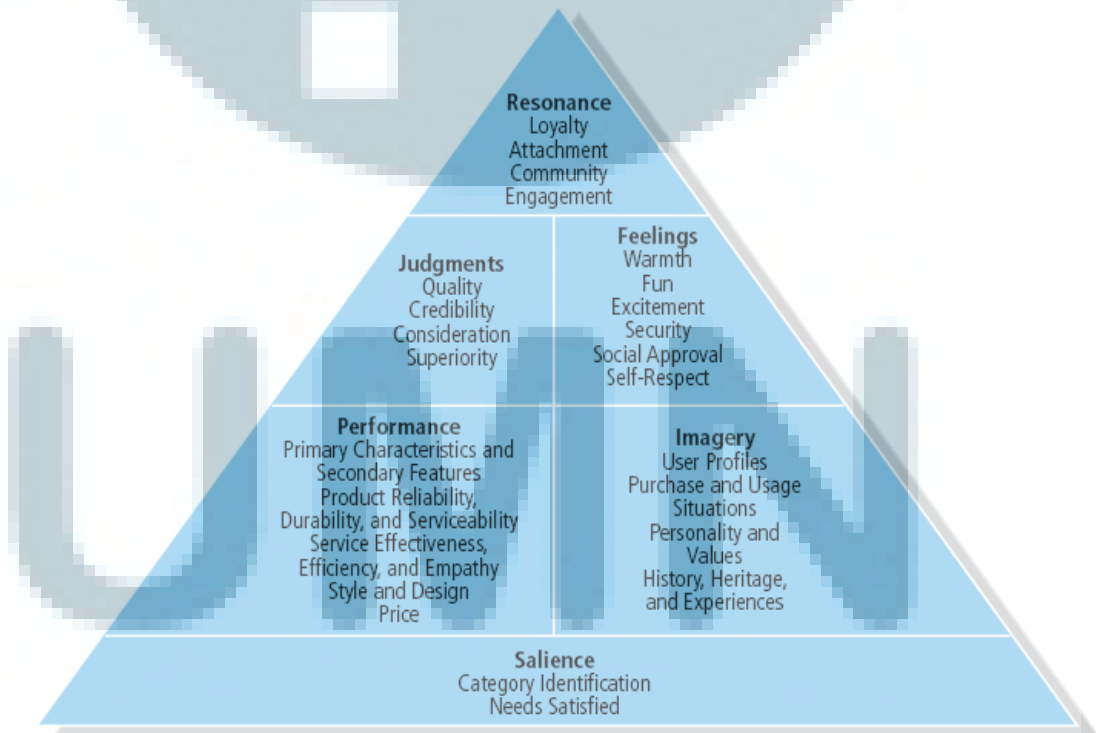 Resonance
Loyalty
Attachment
Community
Engagement
Judgments
Quality
Credibility
Consideration
Superiority
Feelings
Warmth
Fun
Excitement
Security
Social Approval
Self-Respect
Performance
Primary Characteristics and
Secondary Features
Product Reliability,
Durability, and Serviceability
Service Effectiveness,
Efficiency, and Empathy
Style and Design
Price
Imagery
User Profiles
Purchase and Usage
Situations
Personality and
Values
History, Heritage,
and Experiences
Salience
Category Identification
Needs Satisfied
UMN